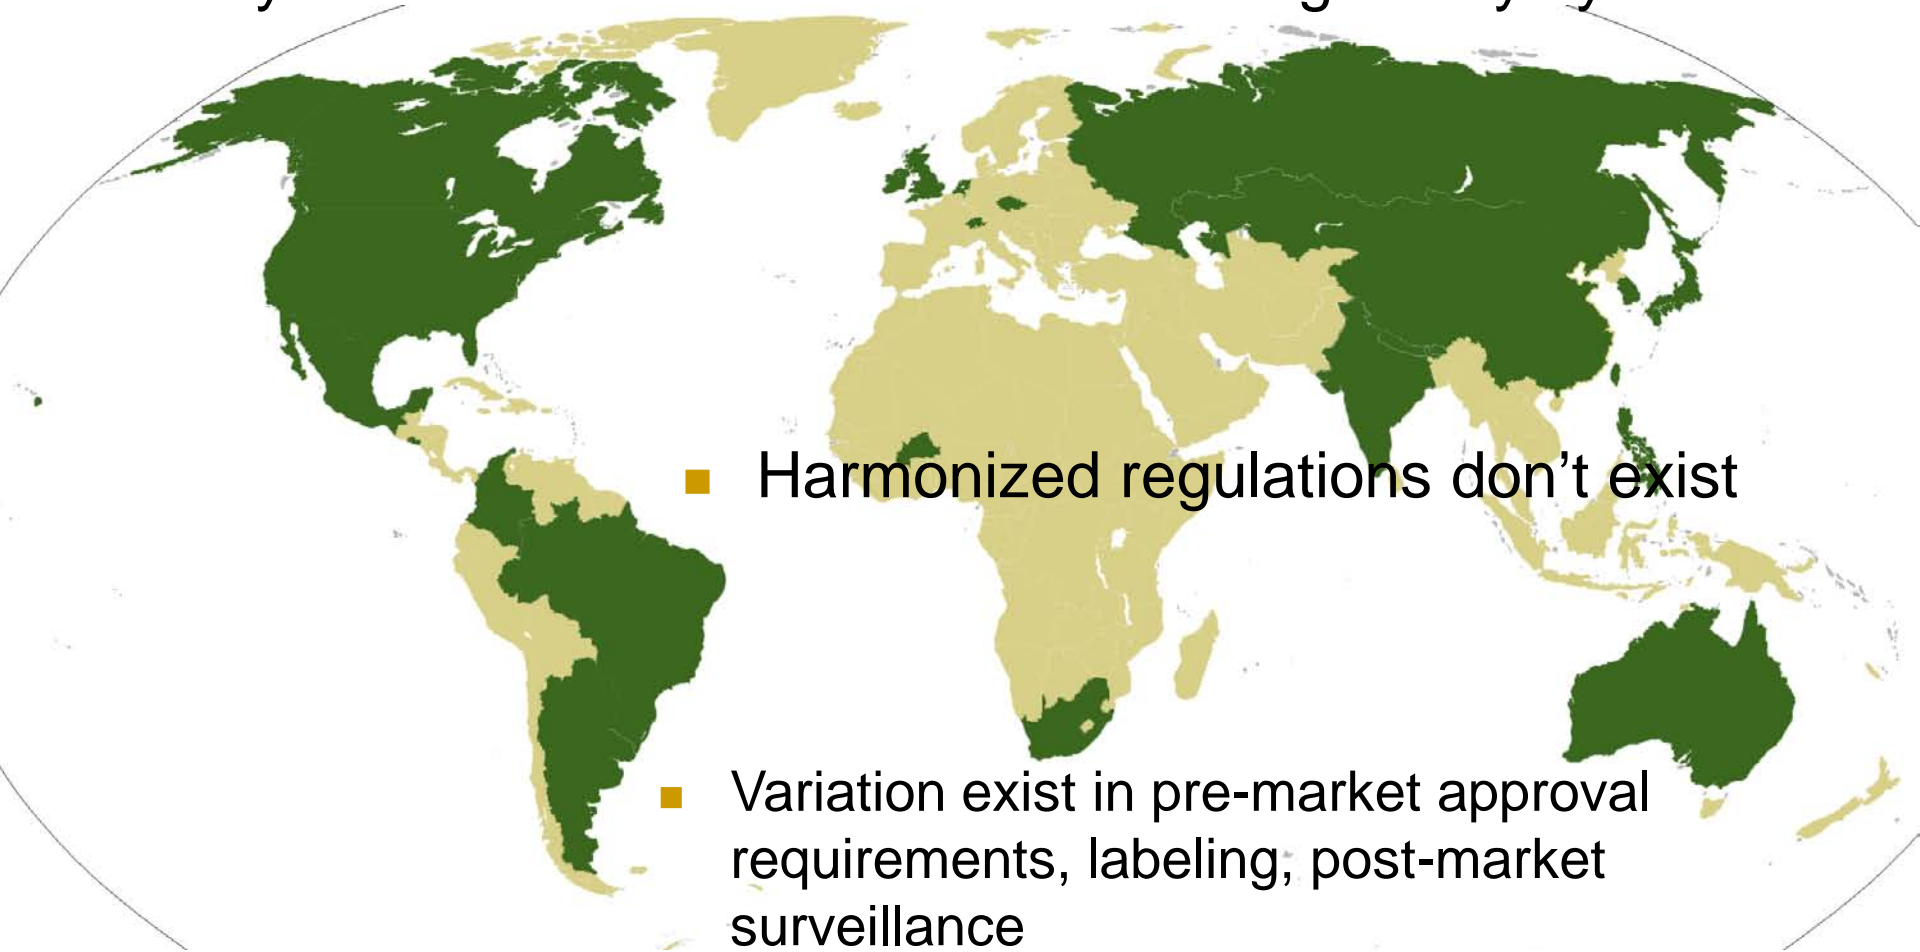 Harmonized regulations don’t exist
Variation exist in pre-market approval
requirements, labeling, post-market
surveillance